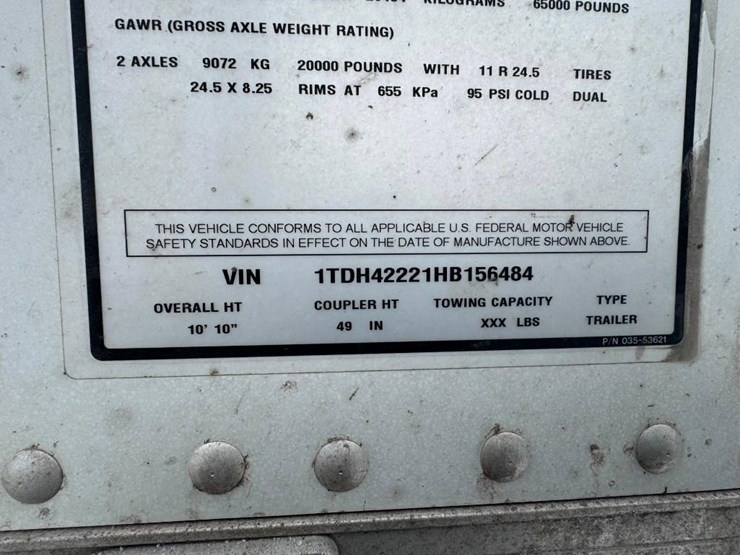 KILOGRAMS 65000 POUNDS
GAWR (GROSS AXLE WEIGHT RATING)
2 AXLES 9072 KG 20000 POUNDS WITH 11 R 24.5 TIRES
24.5 X 8.25 RIMS AT 655 KPa 95 PSI COLD DUAL
THIS VEHICLE CONFORMS TO ALL APPLICABLE U.S. FEDERAL MOTOR VEHICLE
SAFETY STANDARDS IN EFFECT ON THE DATE OF MANUFACTURE SHOWN ABOVE.
VIN 1TDH42221HB156484
OVERALL HT COUPLER HT TOWING CAPACITY TYPE
10' 10" 49 IN XXX LBS TRAILER
P/N 035-53621